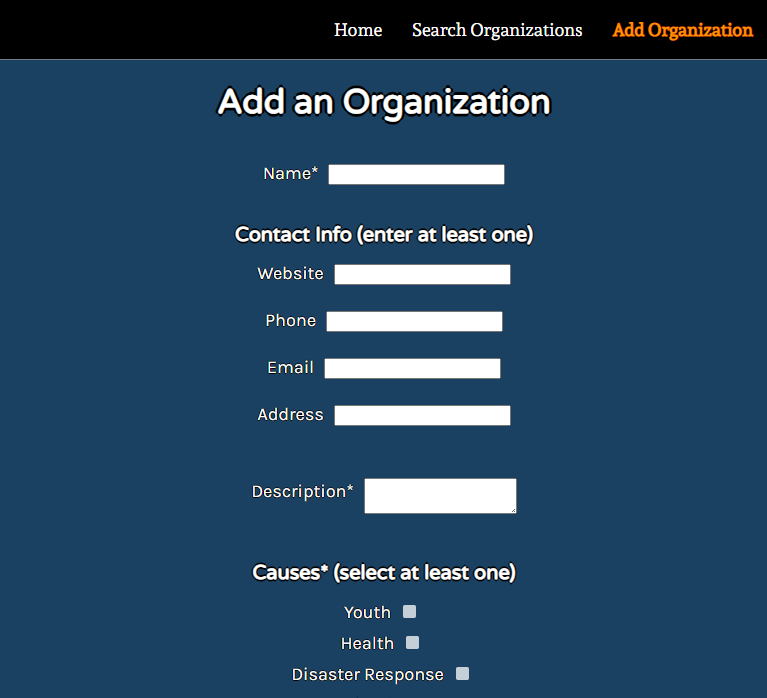 Home Search Organizations Add Organization
Add an Organization
Name*
Contact Info (enter at least one)
Website
Phone
Email
Address
Description*
Causes* (select at least one)
Youth
Health
Disaster Response